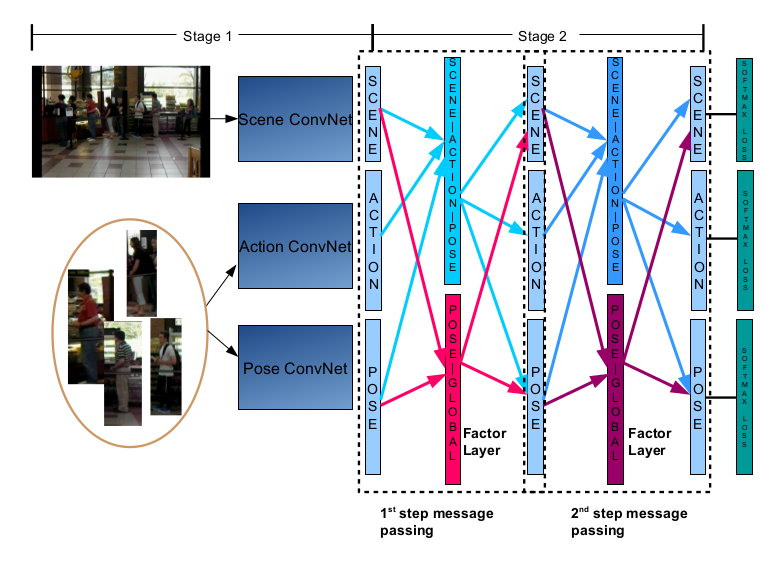 Stage 1
Stage 2
Scene ConvNet
Action ConvNet
Pose ConvNet
SCENE
ACTION
POSE
SCENE|ACTION|POSE
POSE|GLOBAL
Factor
Layer
SCENE
ACTION
POSE
SCENE|ACTION|POSE
POSE|GLOBAL
Factor
Layer
SCENE
ACTION
POSE
SOFTMAX LOSS
SOFTMAX LOSS
SOFTMAX LOSS
1st step message
passing
2nd step message
passing